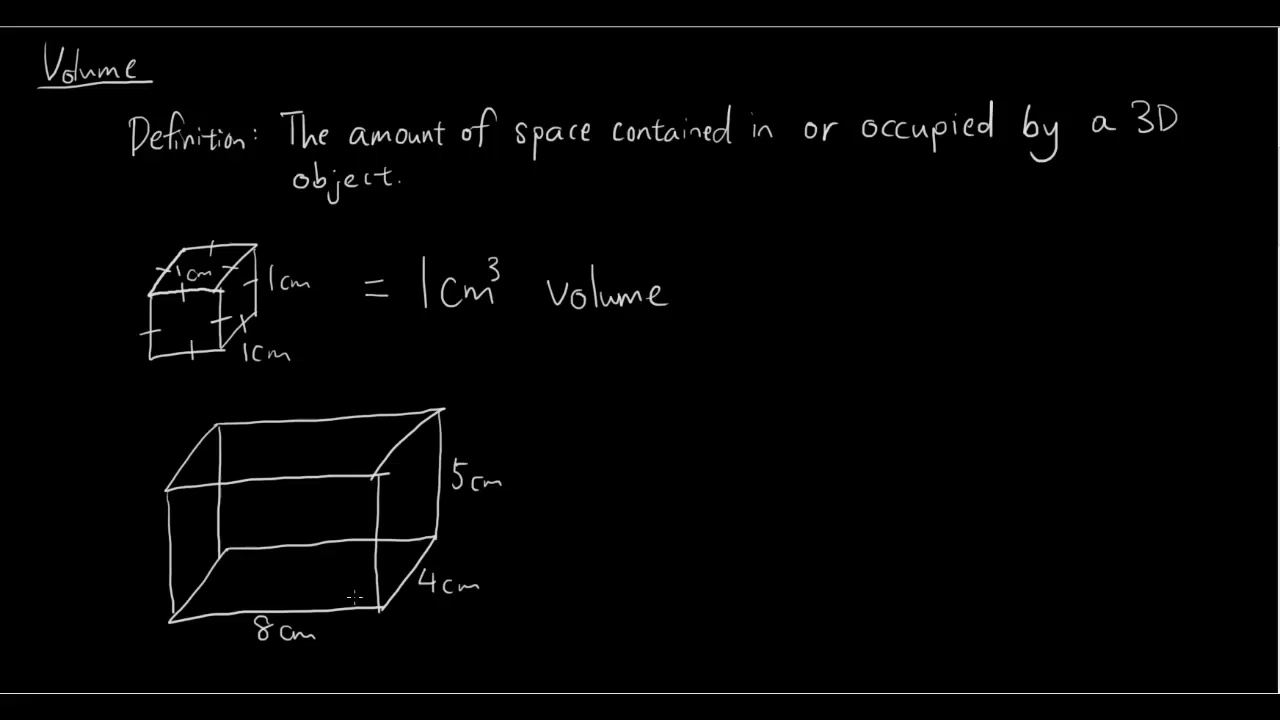 Volume
Definition: The amount of space contained in or occupied by a 3D
object.
1cm
1cm
= 1cm³ volume
1cm
5cm
4cm
8cm